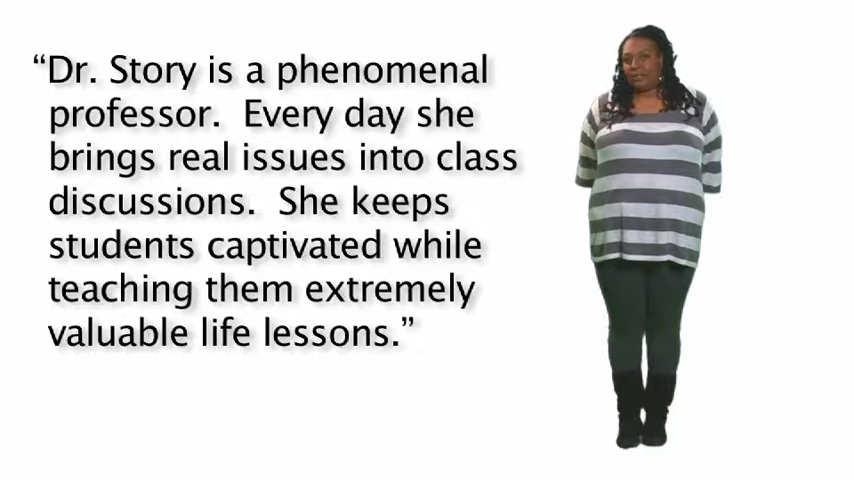 “Dr. Story is a phenomenal
professor.  Every day she
brings real issues into class
discussions.  She keeps
students captivated while
teaching them extremely
valuable life lessons.”